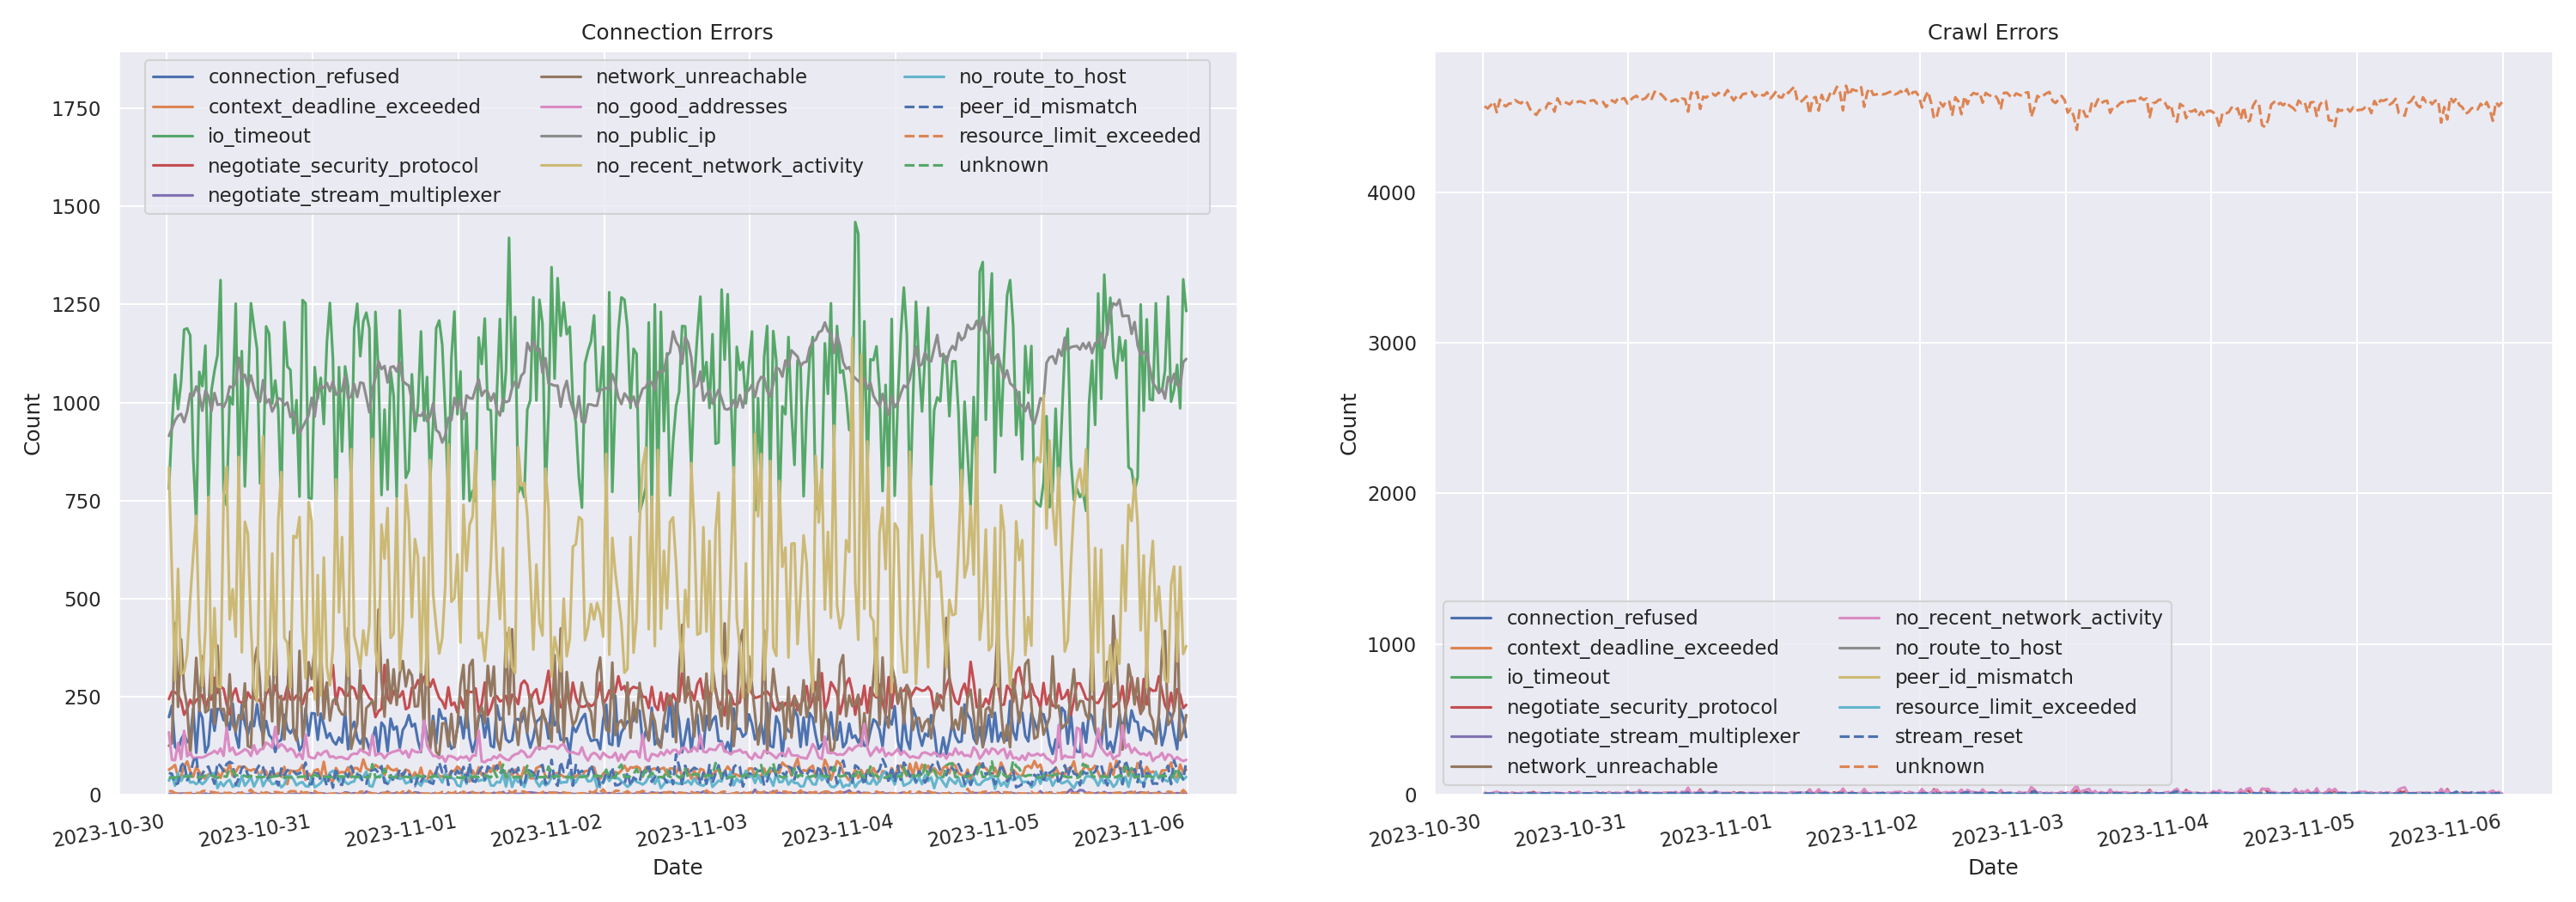 Connection Errors
connection_refused
context_deadline_exceeded
io_timeout
negotiate_security_protocol
negotiate_stream_multiplexer
network_unreachable
no_good_addresses
no_public_ip
no_recent_network_activity
no_route_to_host
peer_id_mismatch
resource_limit_exceeded
unknown
1750
1500
1250
1000
750
500
250
0
Count
2023-10-30
2023-10-31
2023-11-01
2023-11-02
2023-11-03
2023-11-04
2023-11-05
2023-11-06
Date
Crawl Errors
4000
3000
2000
1000
0
Count
connection_refused
context_deadline_exceeded
io_timeout
negotiate_security_protocol
negotiate_stream_multiplexer
network_unreachable
no_recent_network_activity
no_route_to_host
peer_id_mismatch
resource_limit_exceeded
stream_reset
unknown
2023-10-30
2023-10-31
2023-11-01
2023-11-02
2023-11-03
2023-11-04
2023-11-05
2023-11-06
Date